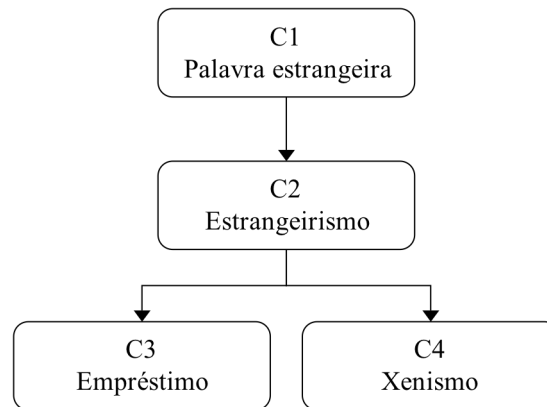 C1
Palavra estrangeira
C2
Estrangeirismo
C3
Empréstimo
C4
Xenismo